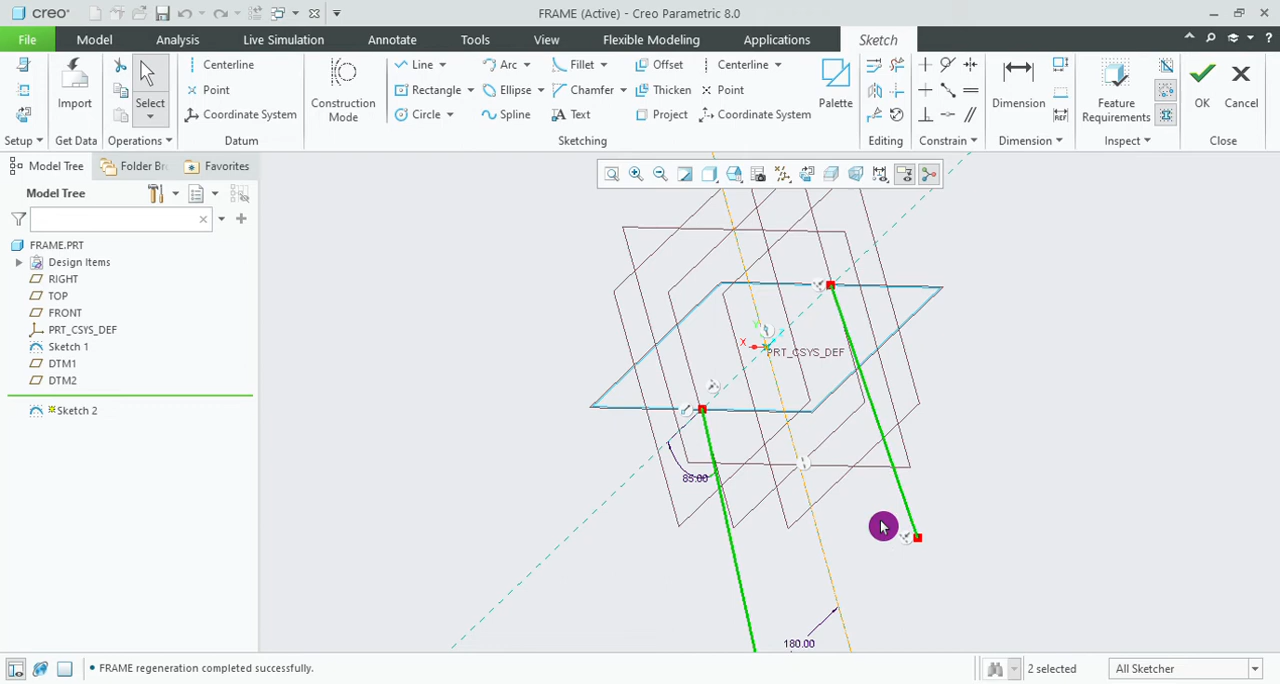 creo
FRAME (Active) - Creo Parametric 8.0
File
Model
Analysis
Live Simulation
Annotate
Tools
View
Flexible Modeling
Applications
Sketch
Import
Select
Centerline
Point
Coordinate System
Construction
Mode
Line
Arc
Fillet
Offset
Centerline
Rectangle
Ellipse
Chamfer
Thicken
Point
Circle
Spline
Text
Project
Coordinate System
Palette
Dimension
REF
Feature
Requirements
OK
Cancel
Setup
Get Data
Operations
Datum
Sketching
Editing
Constrain
Dimension
Inspect
Close
Model Tree
Folder Br
Favorites
Model Tree
FRAME.PRT
Design Items
RIGHT
TOP
FRONT
PRT_CSYS_DEF
Sketch 1
DTM1
DTM2
Sketch 2
X
Y
Z
PRT_CSYS_DEF
85.00
180.00
FRAME regeneration completed successfully.
2 selected
All Sketcher